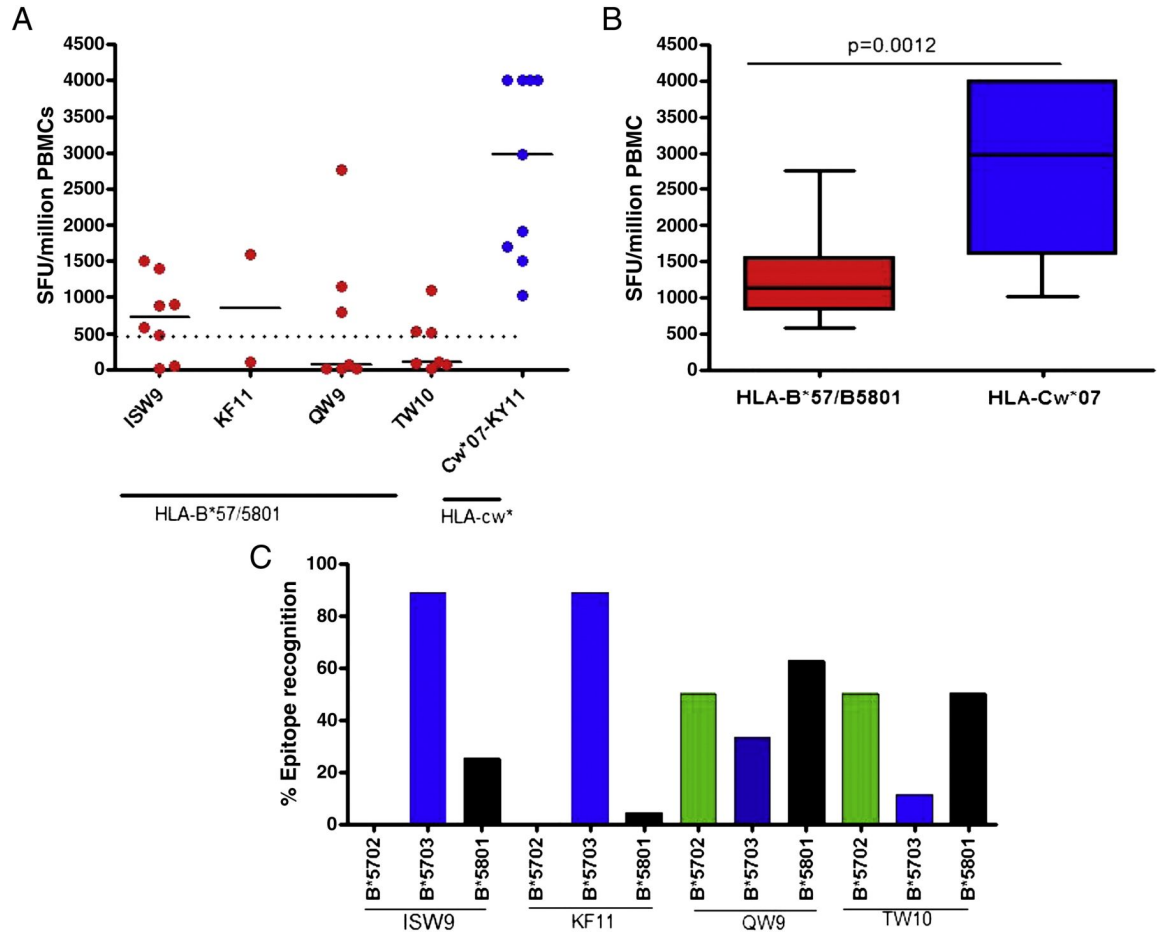 A
SFU/million PBMCs
4500
4000
3500
3000
2500
2000
1500
1000
500
0
ISW9
KF11
QW9
TW10
Cw*07-KY11
HLA-B*57/5801
HLA-cw*
B
SFU/million PBMC
4500
4000
3500
3000
2500
2000
1500
1000
500
0
p=0.0012
HLA-B*57/B5801
HLA-Cw*07
C
% Epitope recognition
100
80
60
40
20
0
B*5702
B*5703
B*5801
B*5702
B*5703
B*5801
B*5702
B*5703
B*5801
B*5702
B*5703
B*5801
ISW9
KF11
QW9
TW10